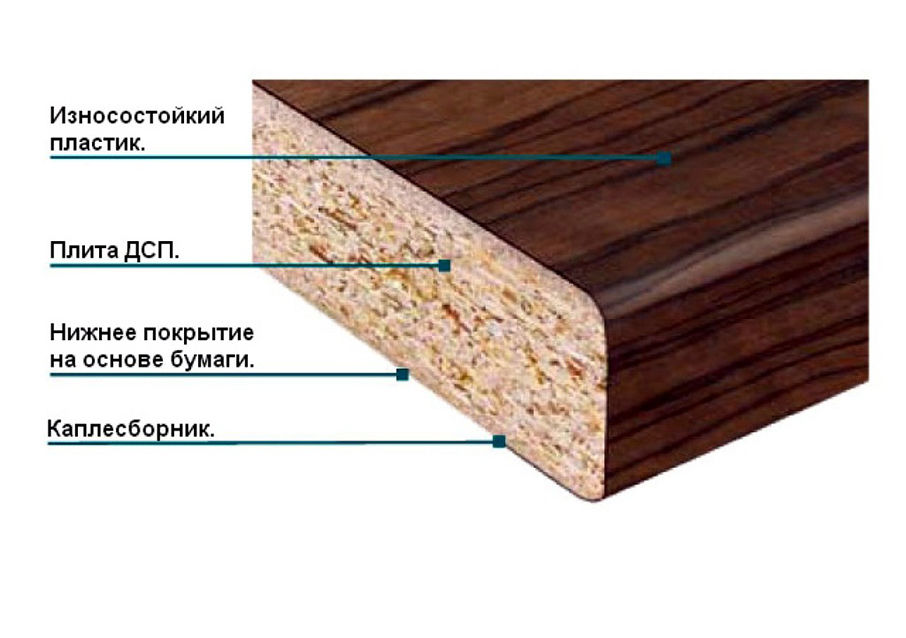 Износостойкий
пластик.
Плита ДСП.
Нижнее покрытие
на основе бумаги.
Каплесборник.